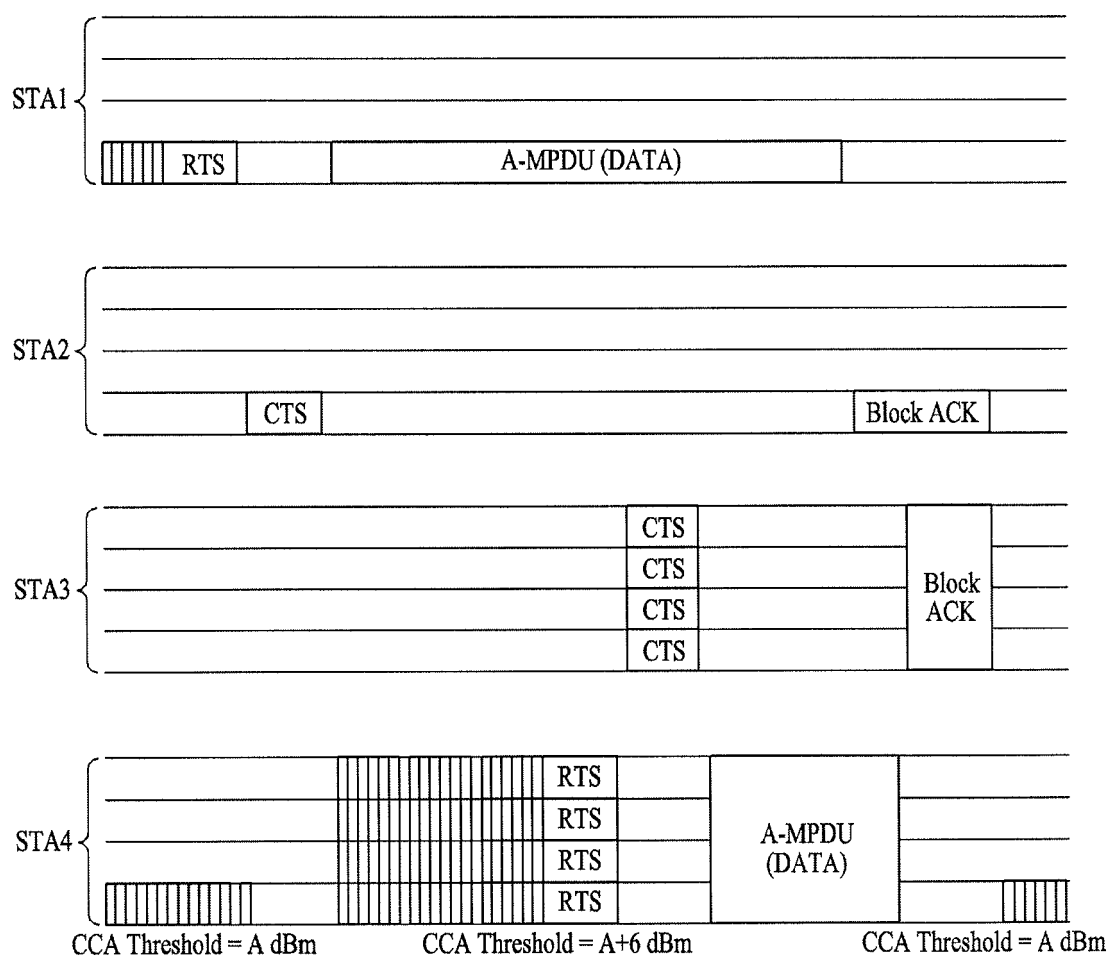 STA1
RTS
A-MPDU (DATA)
STA2
CTS
Block ACK
STA3
CTS
CTS
CTS
CTS
Block
ACK
STA4
RTS
RTS
RTS
RTS
A-MPDU
(DATA)
CCA Threshold = A dBm
CCA Threshold = A+6 dBm
CCA Threshold = A dBm